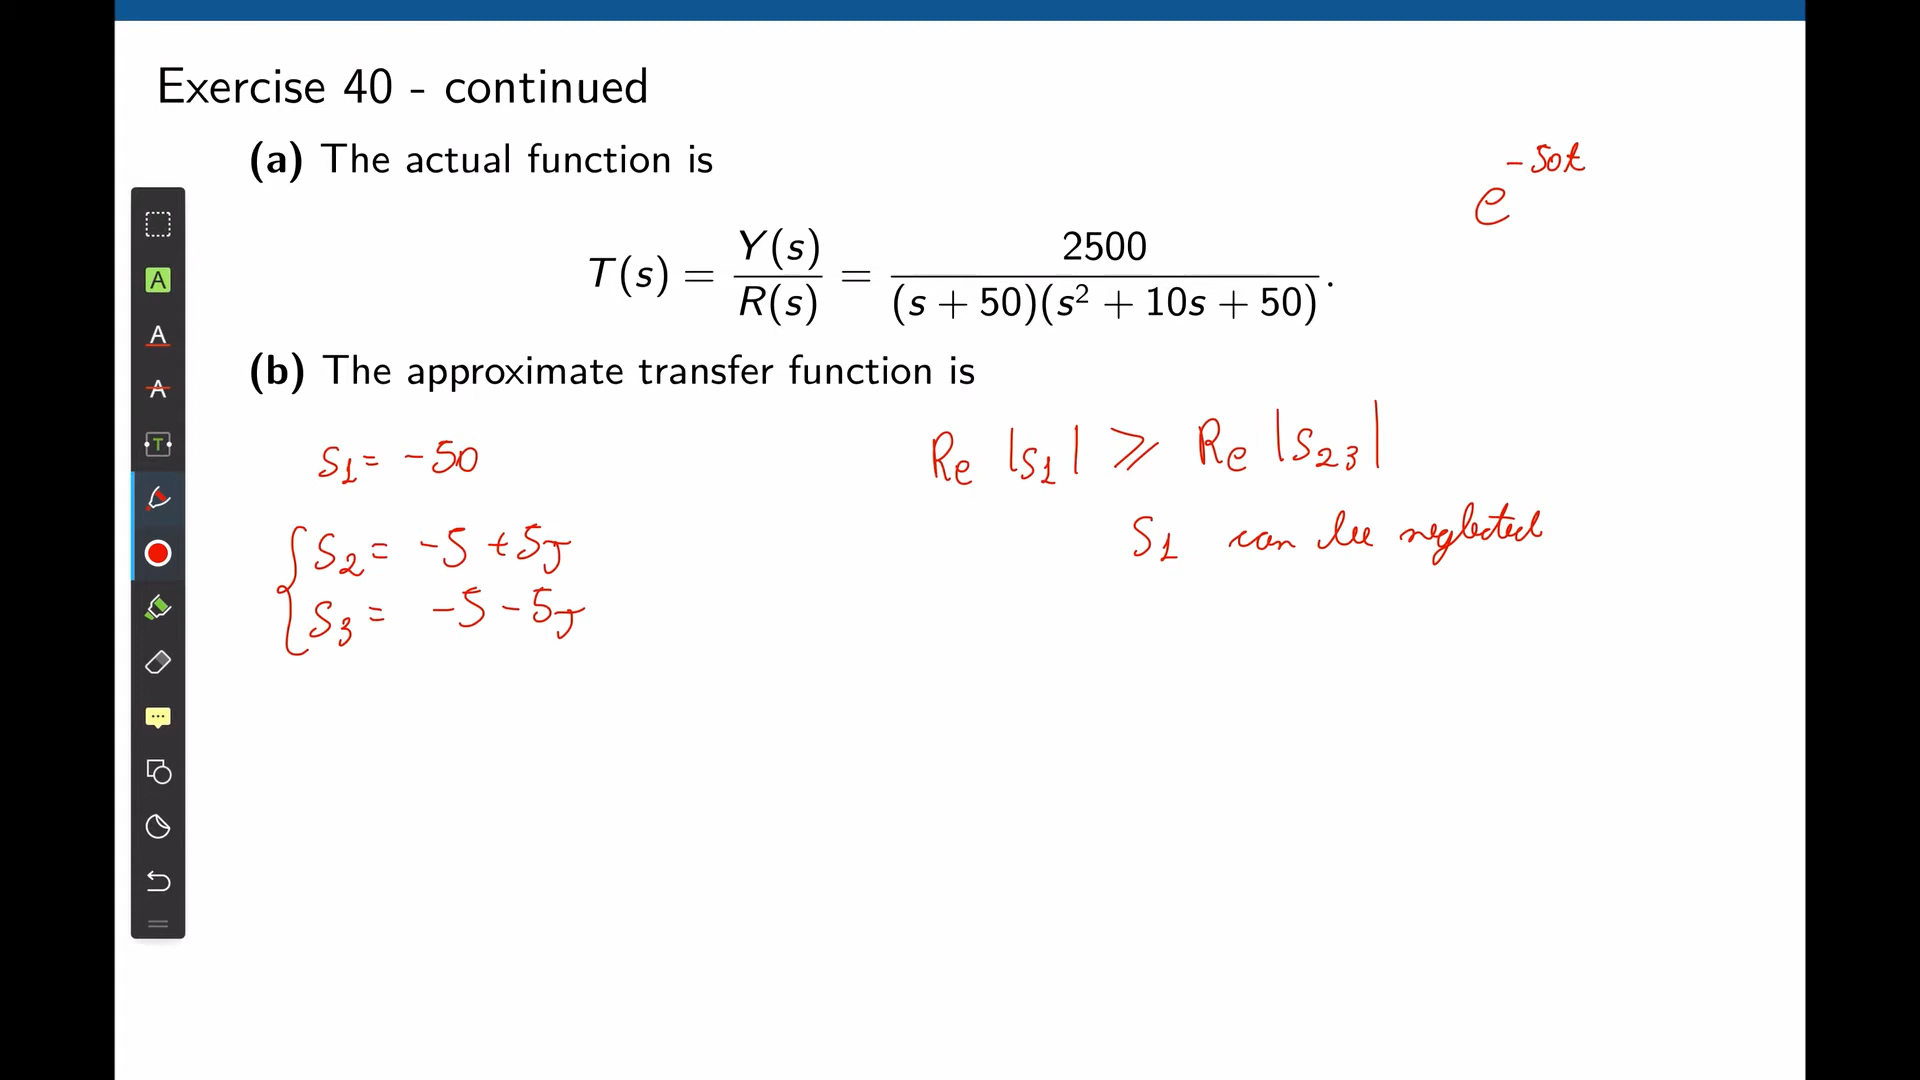 Exercise 40 - continued
(a) The actual function is
e^{-50t}
T(s) = Y(s)/R(s) = 2500/((s + 50)(s² + 10s + 50)).
(b) The approximate transfer function is
S₁ = -50
Re |S₁| ⩾ Re |S₂₃|
S₁ can be neglected
S₂ = -5 + 5j
S₃ = -5 - 5j
A
A
A
T